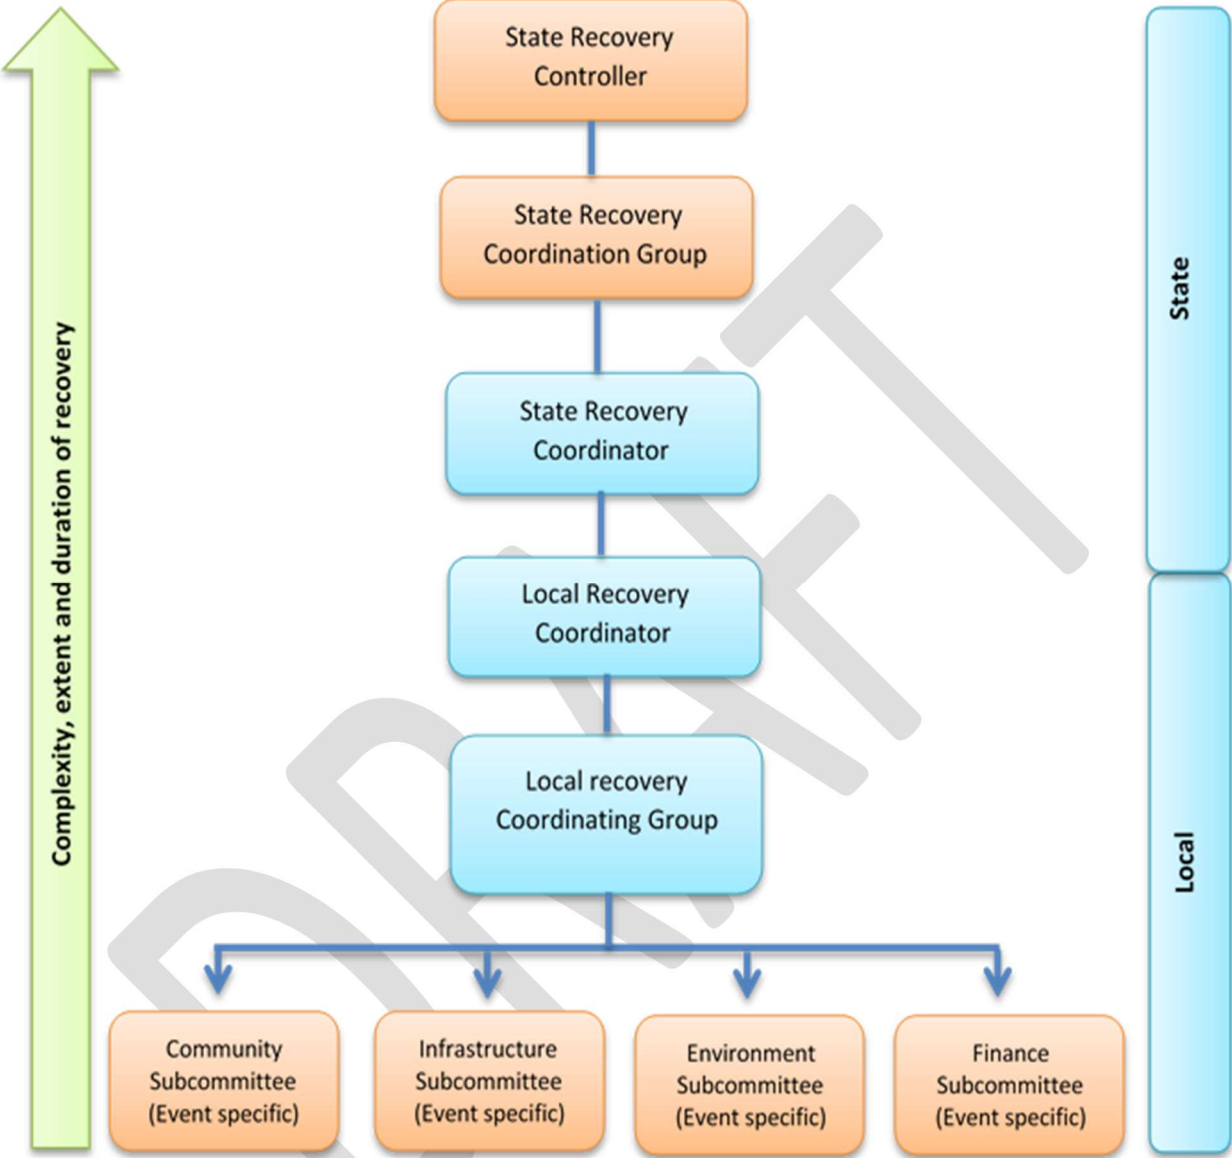 State Recovery
Controller
State Recovery
Coordination Group
State Recovery
Coordinator
Local Recovery
Coordinator
Local recovery
Coordinating Group
Community
Subcommittee
(Event specific)
Infrastructure
Subcommittee
(Event specific)
Environment
Subcommittee
(Event specific)
Finance
Subcommittee
(Event specific)
Complexity, extent and duration of recovery
State
Local
DRAFT